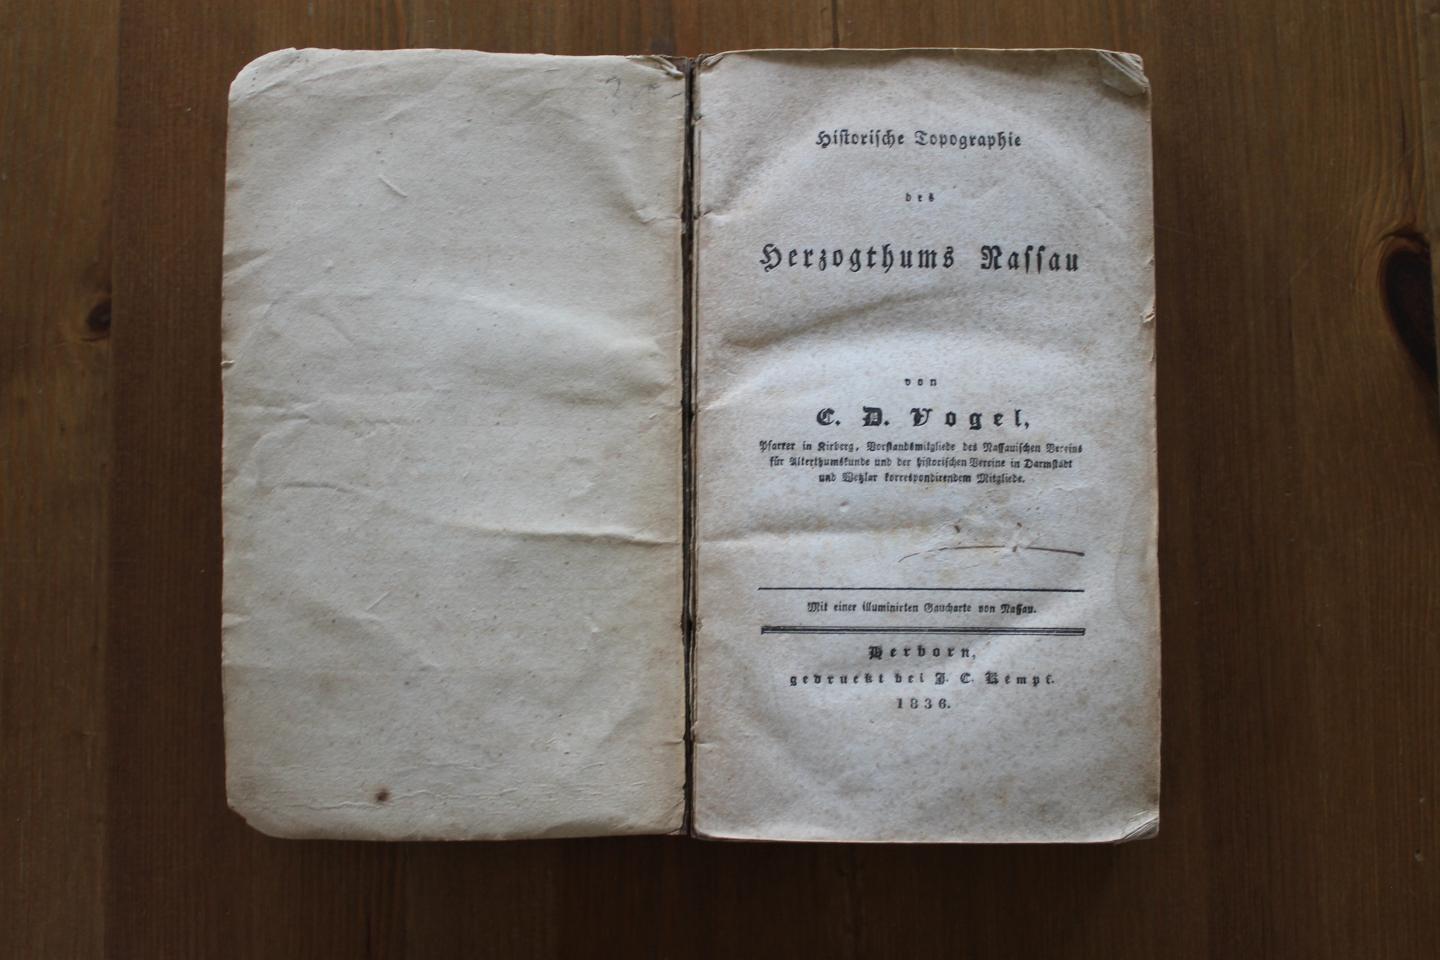 Historische Topographie
des
Herzogthums Nassau
von
C. D. Vogel,
Pfarrer in Kirberg, Vorstandsmitgliede des Nassauischen Vereins
für Alterthumskunde und der historischen Vereine in Darmstadt
und Wetzlar korrespondirendem Mitgliede.
Mit einer illuminirten Gaucharte von Nassau.
Herborn,
gedruckt bei J. C. Kempf.
1836.